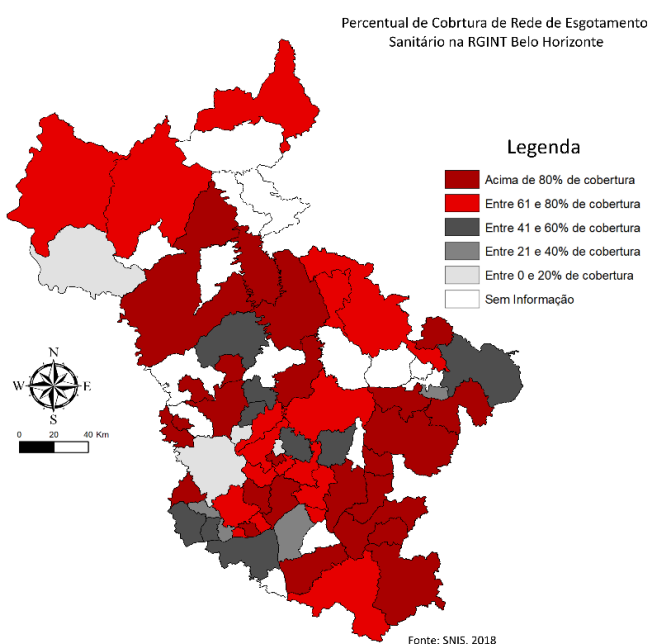 Percentual de Cobrtura de Rede de Esgotamento
Sanitário na RGINT Belo Horizonte
Legenda
Acima de 80% de cobertura
Entre 61 e 80% de cobertura
Entre 41 e 60% de cobertura
Entre 21 e 40% de cobertura
Entre 0 e 20% de cobertura
Sem Informação
N
W
E
S
0 20 40 Km
Fonte: SNIS, 2018